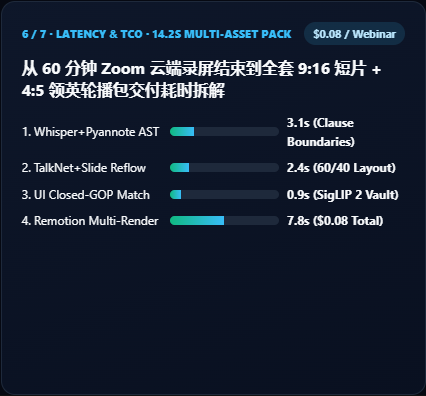 6 / 7 · LATENCY & TCO · 14.2S MULTI-ASSET PACK
$0.08 / Webinar
从 60 分钟 Zoom 云端录屏结束到全套 9:16 短片 +
4:5 领英轮播包交付耗时拆解
1. Whisper+Pyannote AST
3.1s (Clause
Boundaries)
2. TalkNet+Slide Reflow
2.4s (60/40 Layout)
3. UI Closed-GOP Match
0.9s (SigLIP 2 Vault)
4. Remotion Multi-Render
7.8s ($0.08 Total)